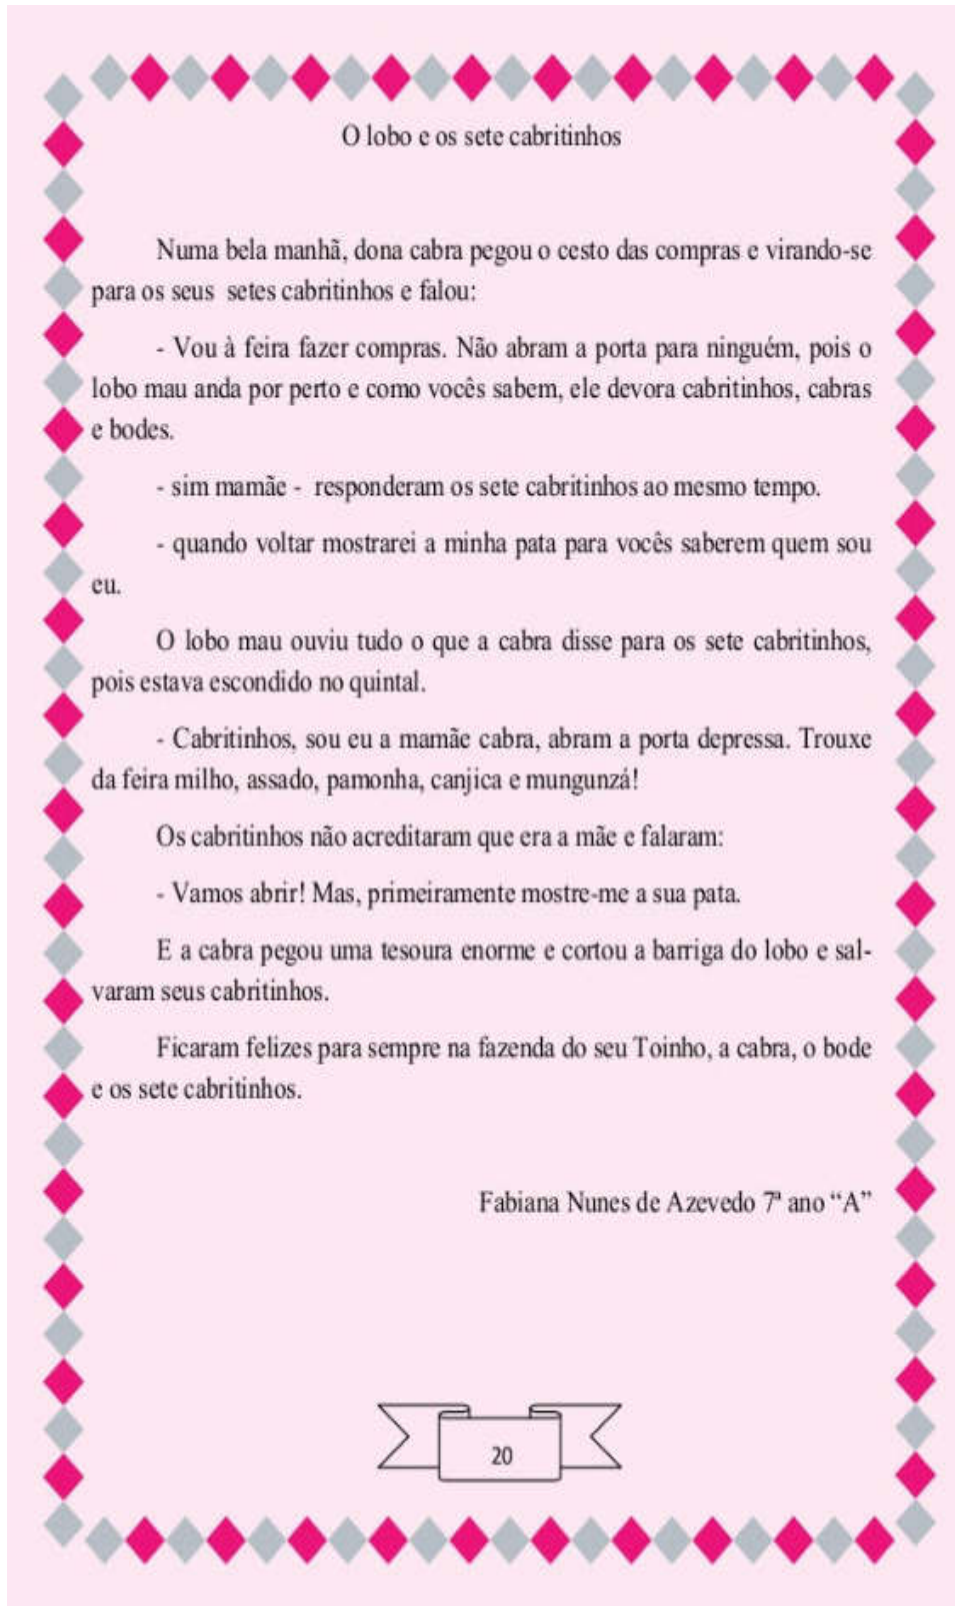 O lobo e os sete cabritinhos
Numa bela manhã, dona cabra pegou o cesto das compras e virando-se
para os seus setes cabritinhos e falou:
- Vou à feira fazer compras. Não abram a porta para ninguém, pois o
lobo mau anda por perto e como vocês sabem, ele devora cabritinhos, cabras
e bodes.
- sim mamãe - responderam os sete cabritinhos ao mesmo tempo.
- quando voltar mostrarei a minha pata para vocês saberem quem sou
eu.
O lobo mau ouviu tudo o que a cabra disse para os sete cabritinhos,
pois estava escondido no quintal.
- Cabritinhos, sou eu a mamãe cabra, abram a porta depressa. Trouxe
da feira milho, assado, pamonha, canjica e mungunzá!
Os cabritinhos não acreditaram que era a mãe e falaram:
- Vamos abrir! Mas, primeiramente mostre-me a sua pata.
E a cabra pegou uma tesoura enorme e cortou a barriga do lobo e sal-
varam seus cabritinhos.
Ficaram felizes para sempre na fazenda do seu Toinho, a cabra, o bode
e os sete cabritinhos.
Fabiana Nunes de Azevedo 7ª ano “A”
20